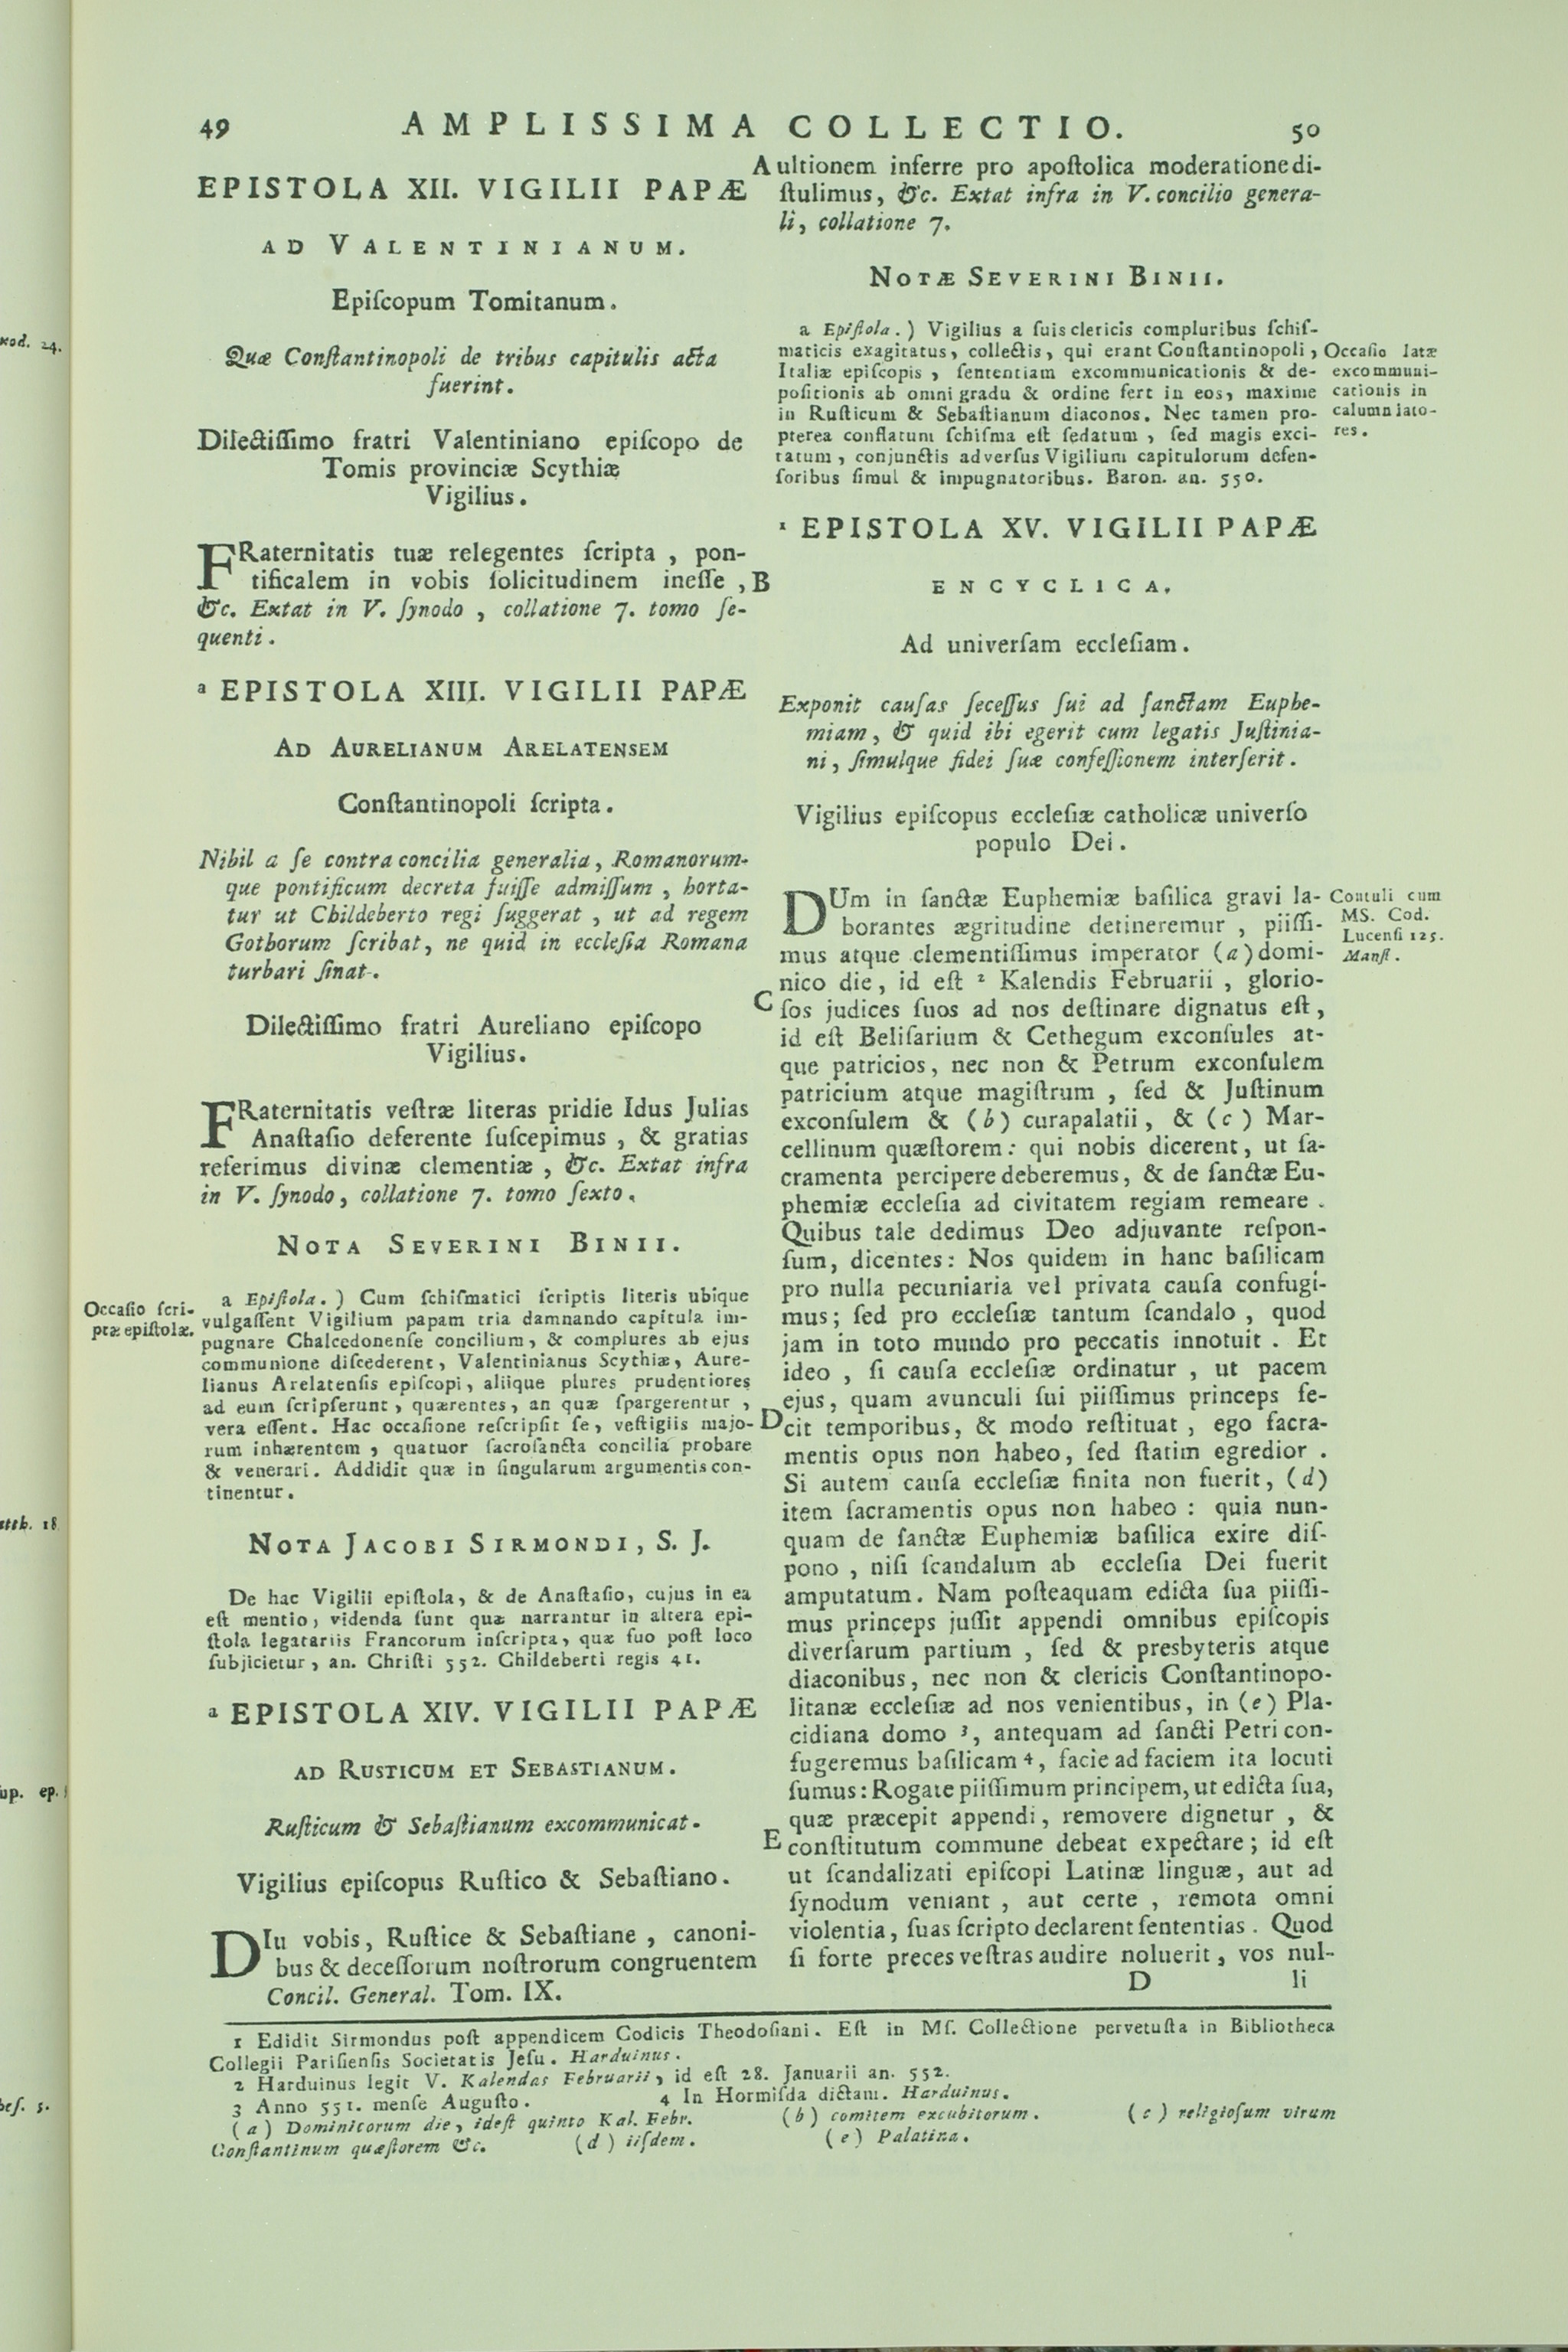 49 AMPLISSIMA COLLECTIO. 50
EPISTOLA XII. VIGILII PAPÆ
AD VALENTINIANUM.
Epiſcopum Tomitanum.
Quæ Conſtantinopoli de tribus capitulis acta
fuerint.
Dilectiſſimo fratri Valentiniano epiſcopo de
Tomis provinciæ Scythiæ
Vigilius.
FRaternitatis tuæ relegentes ſcripta, pon-
tificalem in vobis ſolicitudinem ineſſe,
&c. Extat in V. ſynodo, collatione 7. tomo ſe-
quenti.
a EPISTOLA XIII. VIGILII PAPÆ
AD AURELIANUM ARELATENSEM
Conſtantinopoli ſcripta.
Nihil a ſe contra concilia generalia, Romanorum-
que pontificum decreta fuiſſe admiſſum, horta-
tur ut Childeberto regi ſuggerat, ut ad regem
Gothorum ſcribat, ne quid in eccleſia Romana
turbari ſinat.
Dilectiſſimo fratri Aureliano epiſcopo
Vigilius.
FRaternitatis veſtræ literas pridie Idus Julias
Anaſtaſio deferente ſuſcepimus, & gratias
referimus divinæ clementiæ, &c. Extat infra
in V. ſynodo, collatione 7. tomo ſexto.
NOTA SEVERINI BINII.
Occaſio ſcri-
ptæ epiſtolæ.
a Epiſtola.) Cum ſchiſmatici ſcriptis literis ubique
vulgaſſent Vigilium papam tria damnando capitula im-
pugnare Chalcedonenſe concilium, & complures ab ejus
communione diſcederent, Valentinianus Scythiæ, Aure-
lianus Arelatenſis epiſcopi, aliique plures prudentiores
ad eum ſcripſerunt, quærentes, an quæ ſpargerentur,
vera eſſent. Hac occaſione reſcripſit ſe, veſtigiis majo-
rum inhærentem, quatuor ſacroſancta concilia probare
& venerari. Addidit quæ in ſingularum argumentis con-
tinentur.
NOTA JACOBI SIRMONDI, S. J.
De hac Vigilii epiſtola, & de Anaſtaſio, cujus in ea
eſt mentio, videnda ſunt quæ narrantur in altera epi-
ſtola legatariis Francorum inſcripta, quæ ſuo poſt loco
ſubjicietur, an. Chriſti 552. Childeberti regis 41.
a EPISTOLA XIV. VIGILII PAPÆ
AD RUSTICUM ET SEBASTIANUM.
Ruſticum & Sebaſtianum excommunicat.
Vigilius epiſcopus Ruſtico & Sebaſtiano.
DIu vobis, Ruſtice & Sebaſtiane, canoni-
bus & deceſſorum noſtrorum congruentem
Concil. General. Tom. IX.
A ultionem inferre pro apoſtolica moderatione di-
ſtulimus, &c. Extat infra in V. concilio genera-
li, collatione 7.
NOTÆ SEVERINI BINII.
a Epiſtola.) Vigilius a ſuis clericis compluribus ſchiſ-
maticis exagitatus, collectis, qui erant Conſtantinopoli,
Italiæ epiſcopis, ſententiam excommunicationis & de-
poſitionis ab omni gradu & ordine fert in eos, maxime
in Ruſticum & Sebaſtianum diaconos. Nec tamen pro-
pterea conflatum ſchiſma eſt ſedatum, ſed magis exci-
tatum, conjunctis adverſus Vigilium capitulorum defen-
ſoribus ſimul & impugnatoribus. Baron. an. 550.
Occaſio latæ
excommuni-
cationis in
calumniato-
res.
1 EPISTOLA XV. VIGILII PAPÆ
B
ENCYCLICA.
Ad univerſam eccleſiam.
Exponit cauſas ſeceſſus ſui ad ſanctam Euphe-
miam, & quid ibi egerit cum legatis Juſtinia-
ni, ſimulque fidei ſuæ confeſſionem interſerit.
Vigilius epiſcopus eccleſiæ catholicæ univerſo
populo Dei.
Contuli cum
MS. Cod.
Lucenſi 125.
Manſi.
DUm in ſanctæ Euphemiæ baſilica gravi la-
borantes ægritudine detineremur, piiſſi-
mus atque clementiſſimus imperator (a) domi-
nico die, id eſt 2 Kalendis Februarii, glorio-
C ſos judices ſuos ad nos deſtinare dignatus eſt,
id eſt Beliſarium & Cethegum exconſules at-
que patricios, nec non & Petrum exconſulem
patricium atque magiſtrum, ſed & Juſtinum
exconſulem & (b) curapalatii, & (c) Mar-
cellinum quæſtorem: qui nobis dicerent, ut ſa-
cramenta percipere deberemus, & de ſanctæ Eu-
phemiæ eccleſia ad civitatem regiam remeare.
Quibus tale dedimus Deo adjuvante reſpon-
ſum, dicentes: Nos quidem in hanc baſilicam
pro nulla pecuniaria vel privata cauſa confugi-
mus; ſed pro eccleſiæ tantum ſcandalo, quod
jam in toto mundo pro peccatis innotuit. Et
ideo, ſi cauſa eccleſiæ ordinatur, ut pacem
ejus, quam avunculi ſui piiſſimus princeps fe-
D cit temporibus, & modo reſtituat, ego ſacra-
mentis opus non habeo, ſed ſtatim egredior.
Si autem cauſa eccleſiæ finita non fuerit, (d)
item ſacramentis opus non habeo: quia nun-
quam de ſanctæ Euphemiæ baſilica exire diſ-
pono, niſi ſcandalum ab eccleſia Dei fuerit
amputatum. Nam poſteaquam edicta ſua piiſſi-
mus princeps juſſit appendi omnibus epiſcopis
diverſarum partium, ſed & presbyteris atque
diaconibus, nec non & clericis Conſtantinopo-
litanæ eccleſiæ ad nos venientibus, in (e) Pla-
cidiana domo 3, antequam ad ſancti Petri con-
fugeremus baſilicam 4, facie ad faciem ita locuti
ſumus: Rogate piiſſimum principem, ut edicta ſua,
quæ præcepit appendi, removere dignetur, &
E conſtitutum commune debeat expectare; id eſt
ut ſcandalizati epiſcopi Latinæ linguæ, aut ad
ſynodum veniant, aut certe, remota omni
violentia, ſuas ſcripto declarent ſententias. Quod
ſi forte preces veſtras audire noluerit, vos nul-
D li
1 Edidit Sirmondus poſt appendicem Codicis Theodoſiani. Eſt in Mſ. Collectione pervetuſta in Bibliotheca
Collegii Pariſienſis Societatis Jeſu. Harduinus.
2 Harduinus legit V. Kalendas Februarii, id eſt 28. Januarii an. 552.
3 Anno 551. menſe Auguſto. 4 In Hormiſda dictam. Harduinus.
(a) Dominicorum die, ideſt quinto Kal. Febr. (b) comitem excubitorum. (c) religioſum virum
Conſtantinum quæſtorem &c. (d) iiſdem. (e) Palatina.